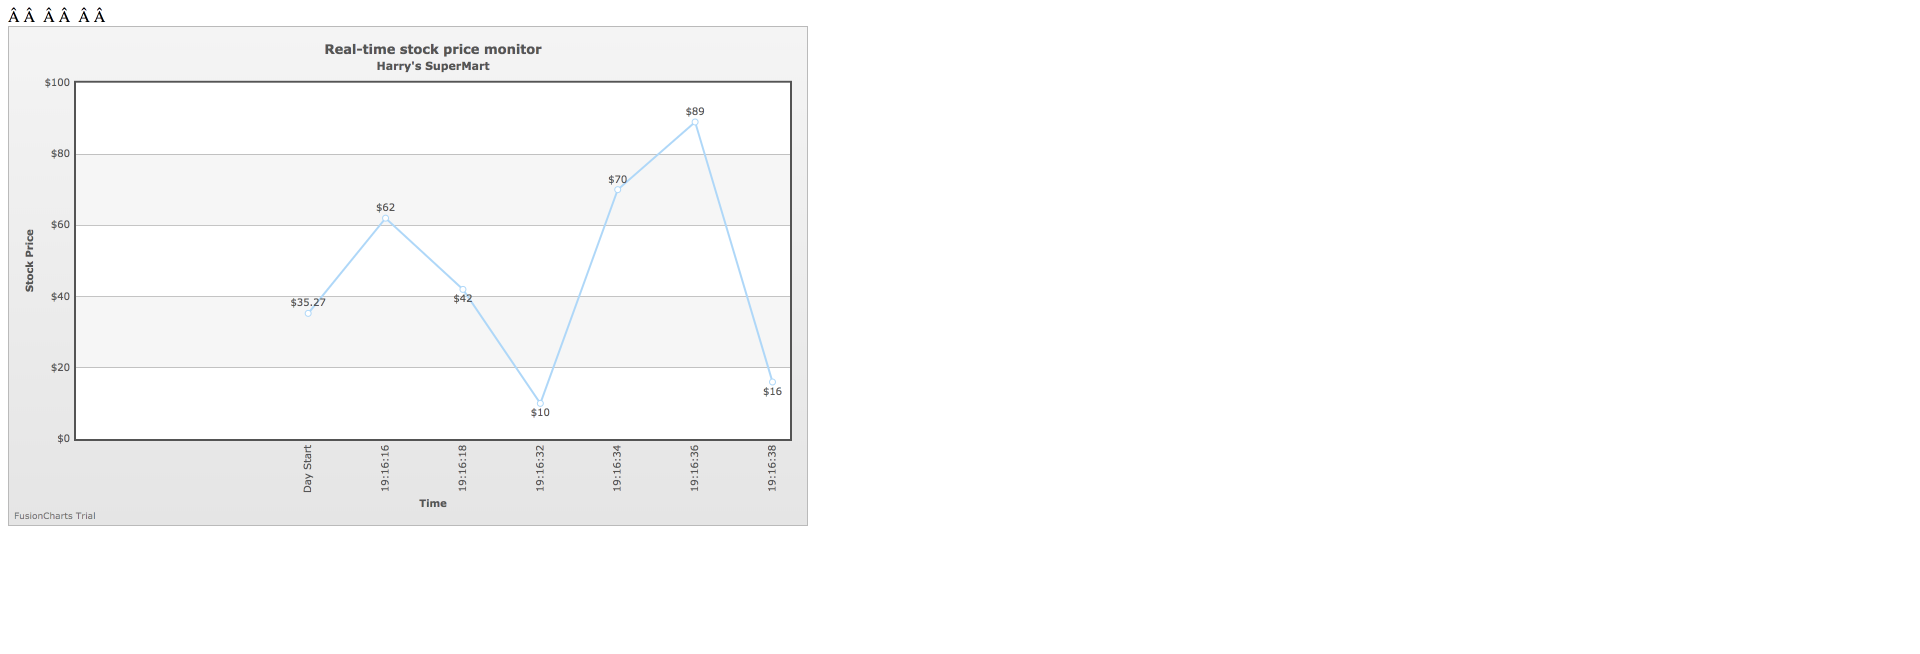 Â Â  Â Â  Â Â
Real-time stock price monitor
Harry's SuperMart
$100
$80
$60
$40
$20
$0
Stock Price
$35.27
$62
$42
$10
$70
$89
$16
Day Start
19:16:16
19:16:18
19:16:32
19:16:34
19:16:36
19:16:38
Time
FusionCharts Trial